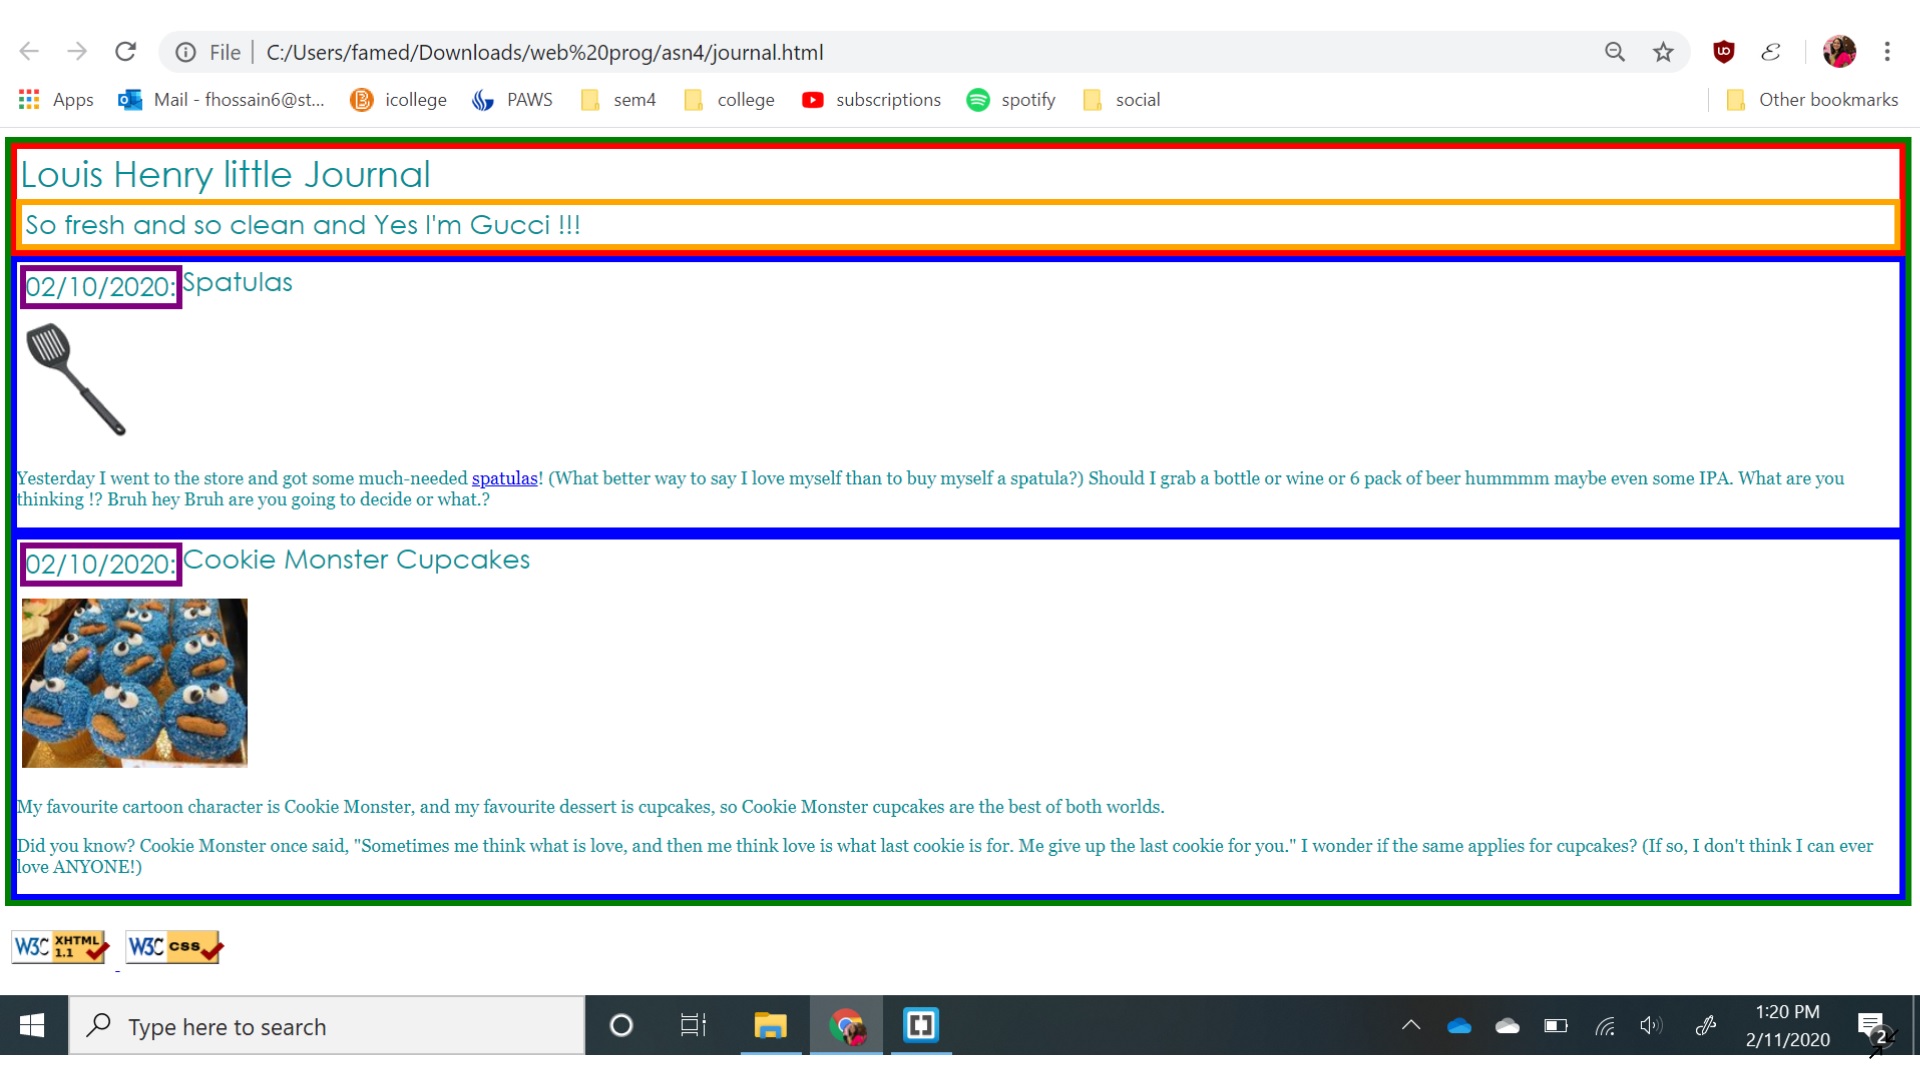 File C:/Users/famed/Downloads/web%20prog/asn4/journal.html
Apps Mail - fhossain6@st... icollege PAWS sem4 college subscriptions spotify social Other bookmarks
Louis Henry little Journal
So fresh and so clean and Yes I'm Gucci !!!
02/10/2020: Spatulas
Yesterday I went to the store and got some much-needed spatulas! (What better way to say I love myself than to buy myself a spatula?) Should I grab a bottle or wine or 6 pack of beer hummmm maybe even some IPA. What are you
thinking !? Bruh hey Bruh are you going to decide or what.?
02/10/2020: Cookie Monster Cupcakes
My favourite cartoon character is Cookie Monster, and my favourite dessert is cupcakes, so Cookie Monster cupcakes are the best of both worlds.
Did you know? Cookie Monster once said, "Sometimes me think what is love, and then me think love is what last cookie is for. Me give up the last cookie for you." I wonder if the same applies for cupcakes? (If so, I don't think I can ever
love ANYONE!)
W3C XHTML 1.1 W3C CSS
Type here to search
1:20 PM
2/11/2020
2